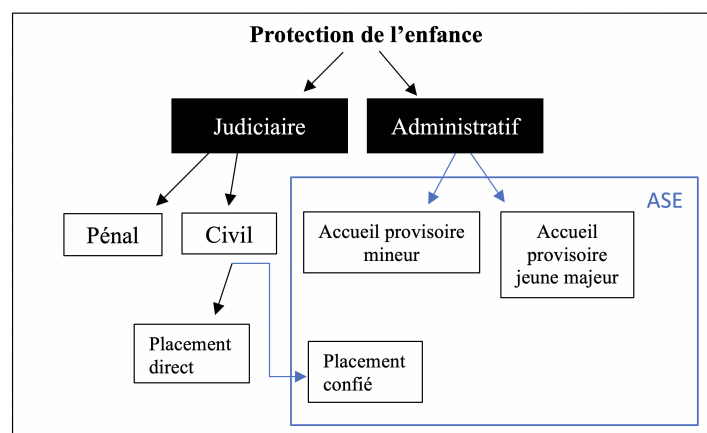 Protection de l’enfance
Judiciaire
Administratif
ASE
Pénal
Civil
Accueil provisoire
mineur
Accueil
provisoire
jeune majeur
Placement
direct
Placement
confié